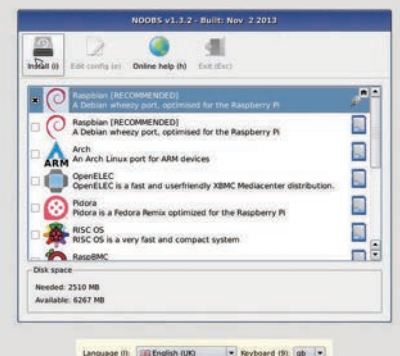 NOOBS v1.3.2 - Built: Nov 2 2013
Install (i) Edit config (e) Online help (h) Exit (Esc)
Raspbian [RECOMMENDED]
A Debian wheezy port, optimised for the Raspberry Pi
Raspbian [RECOMMENDED]
A Debian wheezy port, optimised for the Raspberry Pi
Arch
An Arch Linux port for ARM devices
ARM
OpenELEC
OpenELEC is a fast and userfriendly XBMC Mediacenter distribution.
Pidora
Pidora is a Fedora Remix optimized for the Raspberry Pi
RISC OS
RISC OS is a very fast and compact system
RaspBMC
Disk space
Needed: 2510 MB
Available: 6267 MB
Language (l): English (UK) Keyboard (9): gb